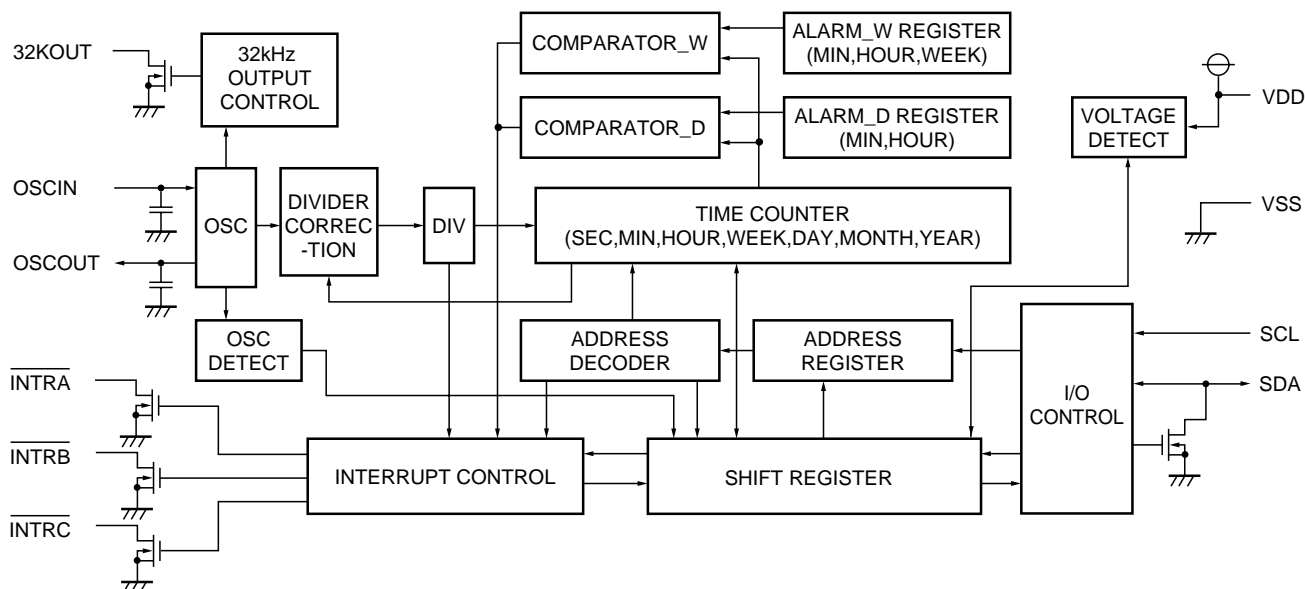 32KOUT
32kHz
OUTPUT
CONTROL
COMPARATOR_W
ALARM_W REGISTER
(MIN,HOUR,WEEK)
COMPARATOR_D
ALARM_D REGISTER
(MIN,HOUR)
VOLTAGE
DETECT
VDD
VSS
OSCIN
OSCOUT
OSC
DIVIDER
CORREC
-TION
DIV
TIME COUNTER
(SEC,MIN,HOUR,WEEK,DAY,MONTH,YEAR)
OSC
DETECT
ADDRESS
DECODER
ADDRESS
REGISTER
I/O
CONTROL
SCL
SDA
INTRA
INTRB
INTRC
INTERRUPT CONTROL
SHIFT REGISTER